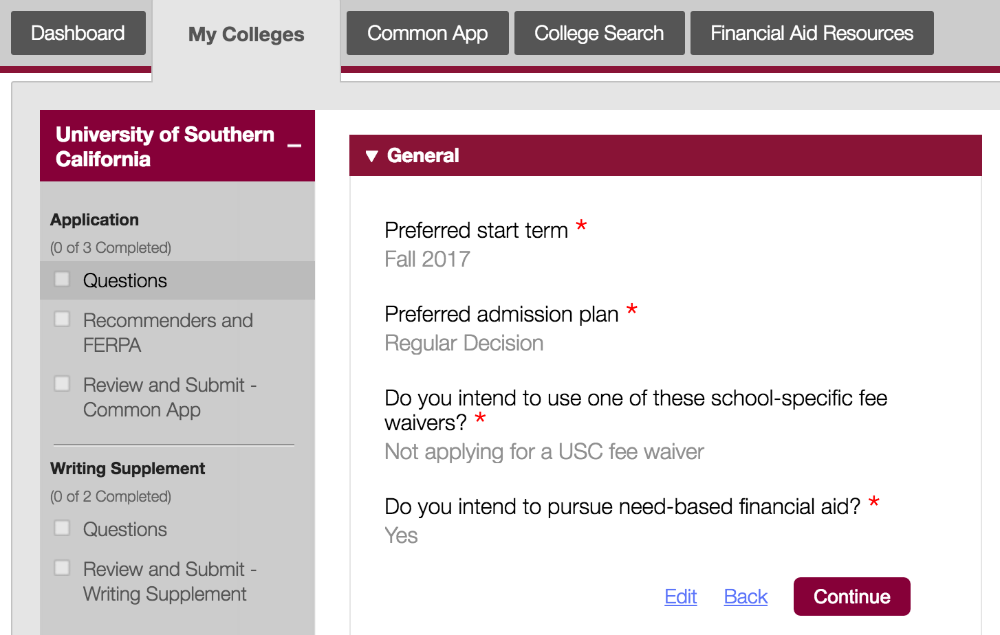 Dashboard
My Colleges
Common App
College Search
Financial Aid Resources
University of Southern
California
Application
(0 of 3 Completed)
Questions
Recommenders and
FERPA
Review and Submit -
Common App
Writing Supplement
(0 of 2 Completed)
Questions
Review and Submit -
Writing Supplement
General
Preferred start term *
Fall 2017
Preferred admission plan *
Regular Decision
Do you intend to use one of these school-specific fee
waivers? *
Not applying for a USC fee waiver
Do you intend to pursue need-based financial aid? *
Yes
Edit
Back
Continue